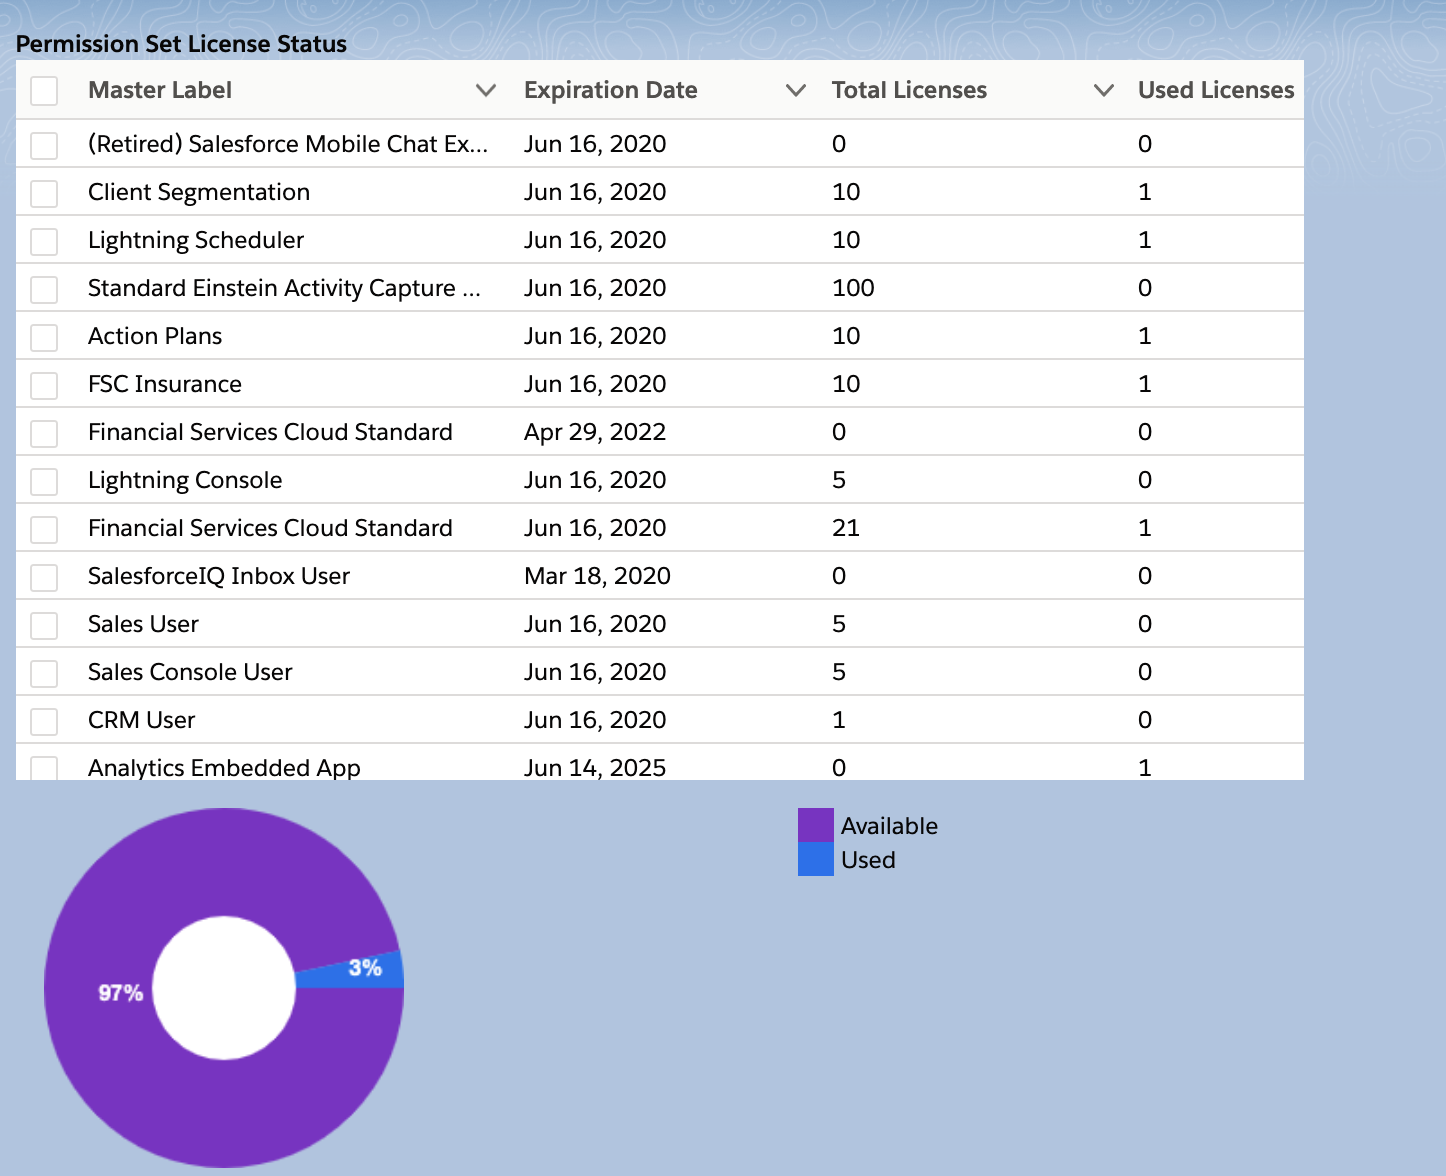 Permission Set License Status
Master Label Expiration Date Total Licenses Used Licenses
(Retired) Salesforce Mobile Chat Ex... Jun 16, 2020 0 0
Client Segmentation Jun 16, 2020 10 1
Lightning Scheduler Jun 16, 2020 10 1
Standard Einstein Activity Capture ... Jun 16, 2020 100 0
Action Plans Jun 16, 2020 10 1
FSC Insurance Jun 16, 2020 10 1
Financial Services Cloud Standard Apr 29, 2022 0 0
Lightning Console Jun 16, 2020 5 0
Financial Services Cloud Standard Jun 16, 2020 21 1
SalesforceIQ Inbox User Mar 18, 2020 0 0
Sales User Jun 16, 2020 5 0
Sales Console User Jun 16, 2020 5 0
CRM User Jun 16, 2020 1 0
Analytics Embedded App Jun 14, 2025 0 1
Available
Used
3%
97%